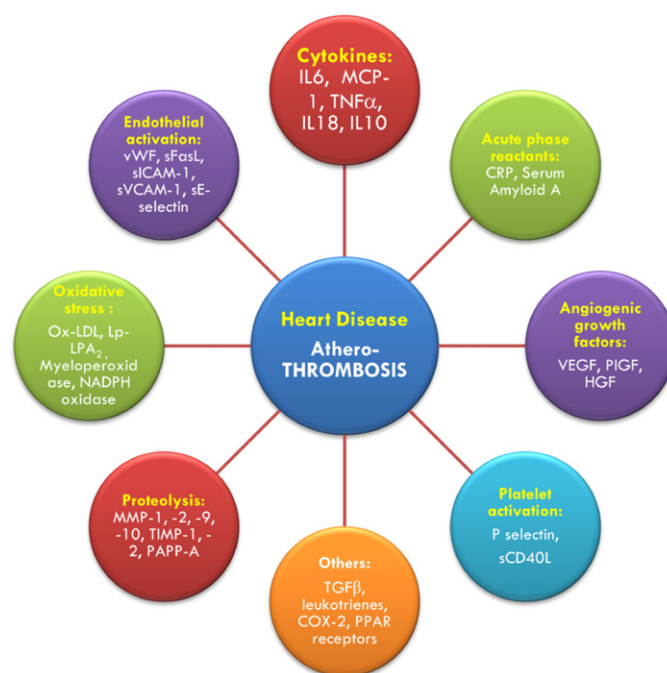 Cytokines:
IL6, MCP-
1, TNFα,
IL18, IL10
Endothelial
activation:
vWF, sFasL,
sICAM-1,
sVCAM-1, sE-
selectin
Acute phase
reactants:
CRP, Serum
Amyloid A
Oxidative
stress :
Ox-LDL, Lp-
LPA₂,
Myeloperoxid
ase, NADPH
oxidase
Heart Disease
Athero-
THROMBOSIS
Angiogenic
growth
factors:
VEGF, PIGF,
HGF
Proteolysis:
MMP-1, -2, -9,
-10, TIMP-1, -
2, PAPP-A
Platelet
activation:
P selectin,
sCD40L
Others:
TGFβ,
leukotrienes,
COX-2, PPAR
receptors